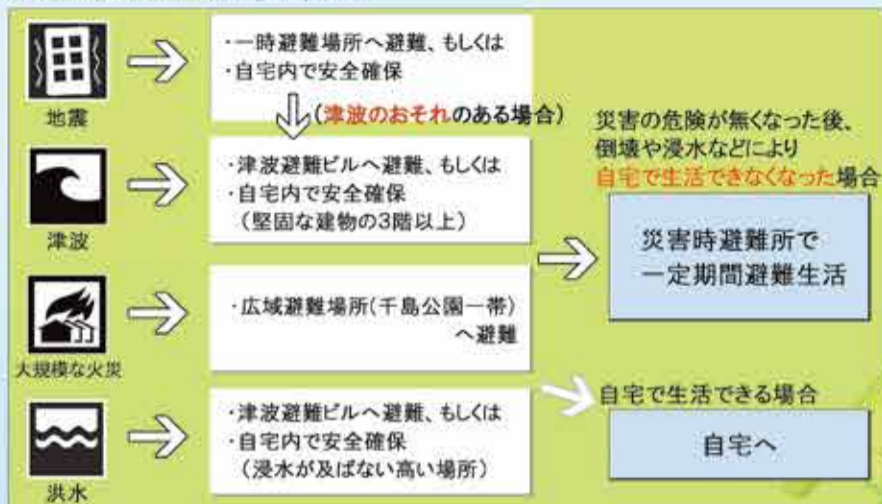 地震
・一時避難場所へ避難、もしくは
・自宅内で安全確保
(津波のおそれのある場合)
津波
・津波避難ビルへ避難、もしくは
・自宅内で安全確保
(堅固な建物の3階以上)
大規模な火災
・広域避難場所(千島公園一帯)
へ避難
洪水
・津波避難ビルへ避難、もしくは
・自宅内で安全確保
(浸水が及ばない高い場所)
災害の危険が無くなった後、
倒壊や浸水などにより
自宅で生活できなくなった場合
災害時避難所で
一定期間避難生活
自宅で生活できる場合
自宅へ